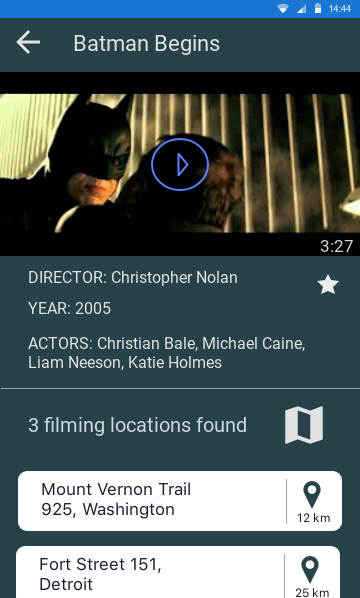 14:44
Batman Begins
3:27
DIRECTOR: Christopher Nolan
YEAR: 2005
ACTORS: Christian Bale, Michael Caine,
Liam Neeson, Katie Holmes
3 filming locations found
Mount Vernon Trail
925, Washington
12 km
Fort Street 151,
Detroit
25 km